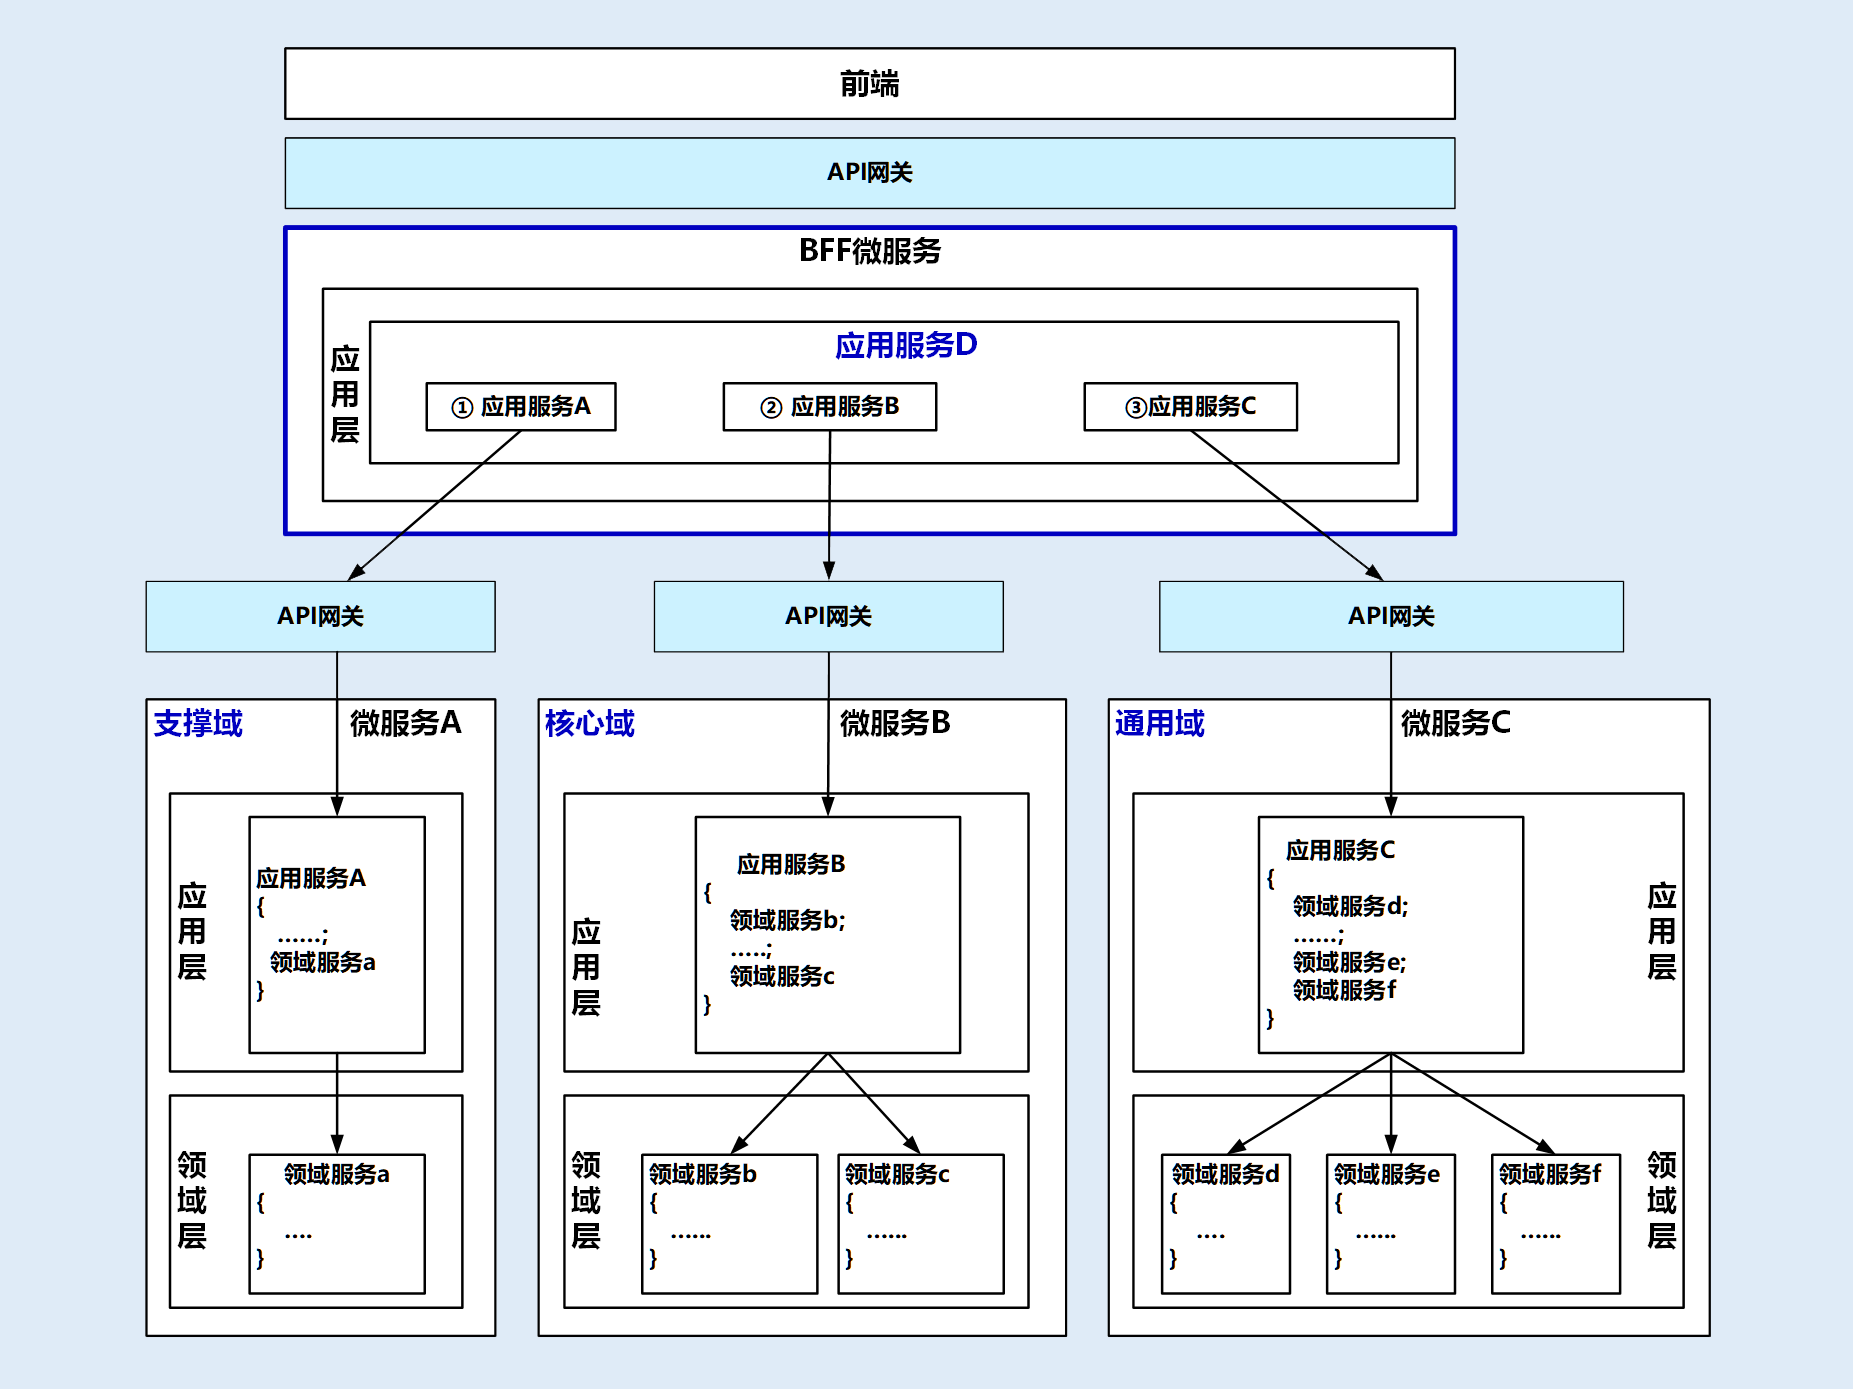 前端
API网关
BFF微服务
应用层
应用服务D
① 应用服务A
② 应用服务B
③应用服务C
API网关
API网关
API网关
支撑域
微服务A
应用层
应用服务A
{
......;
领域服务a
}
领域层
领域服务a
{
....
}
核心域
微服务B
应用层
应用服务B
{
领域服务b;
.....;
领域服务c
}
领域层
领域服务b
{
......
}
领域服务c
{
......
}
通用域
微服务C
应用服务C
{
领域服务d;
......;
领域服务e;
领域服务f
}
应用层
领域服务d
{
....
}
领域服务e
{
......
}
领域服务f
{
......
}
领域层